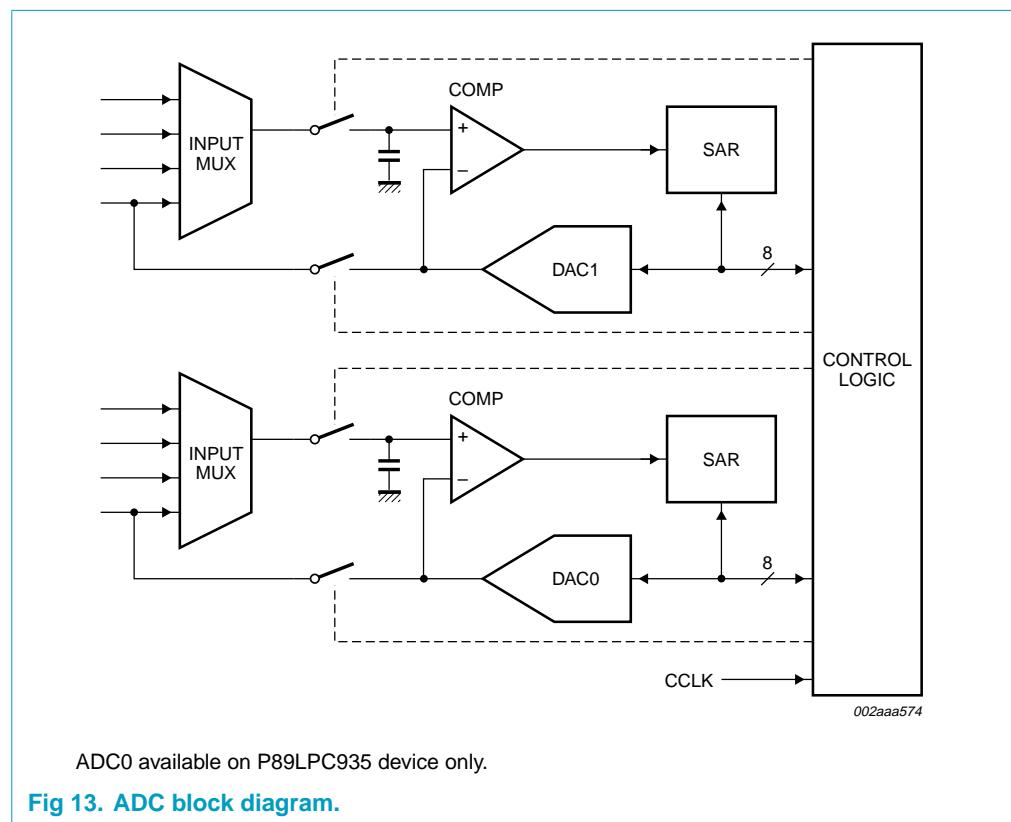 COMP
+
–
INPUT
MUX
SAR
DAC1
8
CONTROL
LOGIC
COMP
+
–
INPUT
MUX
SAR
DAC0
8
CCLK
002aaa574
ADC0 available on P89LPC935 device only.
Fig 13. ADC block diagram.